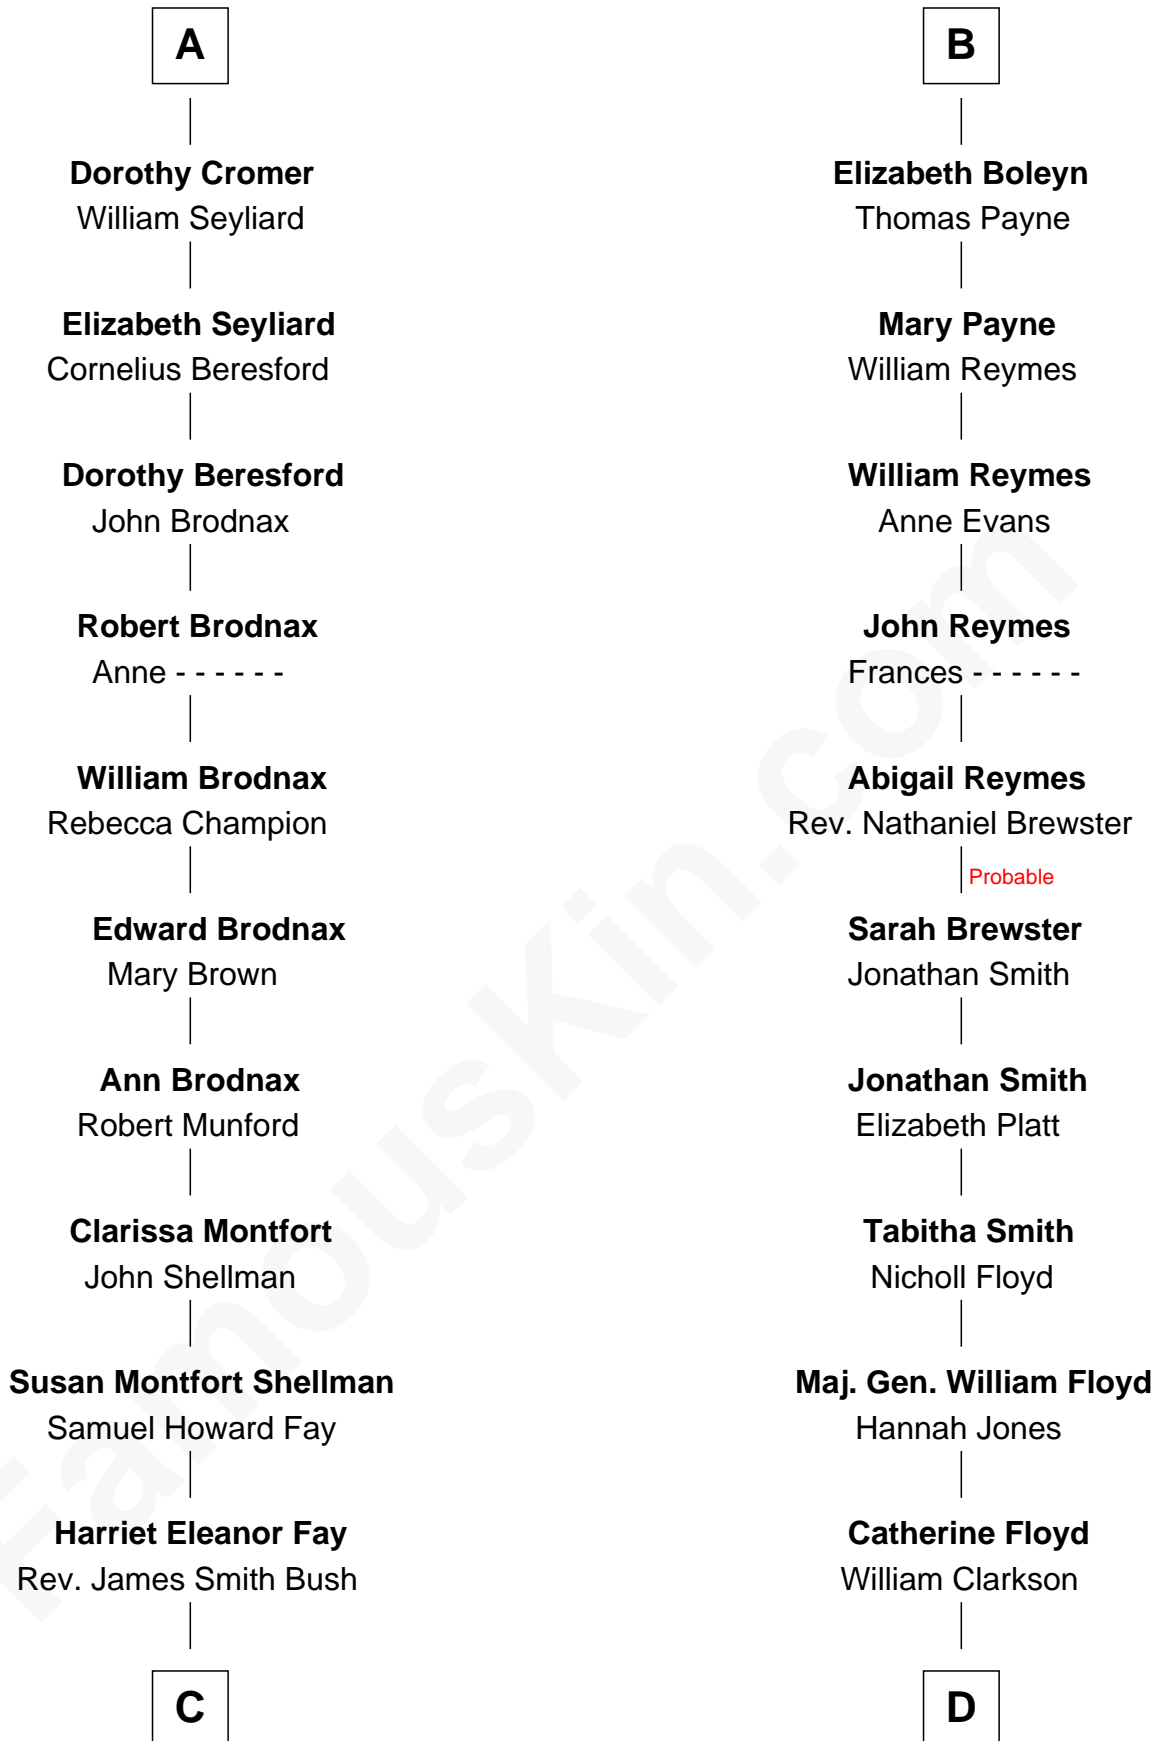 A
Dorothy Cromer
William Seyliard
Elizabeth Seyliard
Cornelius Beresford
Dorothy Beresford
John Brodnax
Robert Brodnax
Anne - - - - - -
William Brodnax
Rebecca Champion
Edward Brodnax
Mary Brown
Ann Brodnax
Robert Munford
Clarissa Montfort
John Shellman
Susan Montfort Shellman
Samuel Howard Fay
Harriet Eleanor Fay
Rev. James Smith Bush
C
B
Elizabeth Boleyn
Thomas Payne
Mary Payne
William Reymes
William Reymes
Anne Evans
John Reymes
Frances - - - - - -
Abigail Reymes
Rev. Nathaniel Brewster
Probable
Sarah Brewster
Jonathan Smith
Jonathan Smith
Elizabeth Platt
Tabitha Smith
Nicholl Floyd
Maj. Gen. William Floyd
Hannah Jones
Catherine Floyd
William Clarkson
D
FamousKin.com